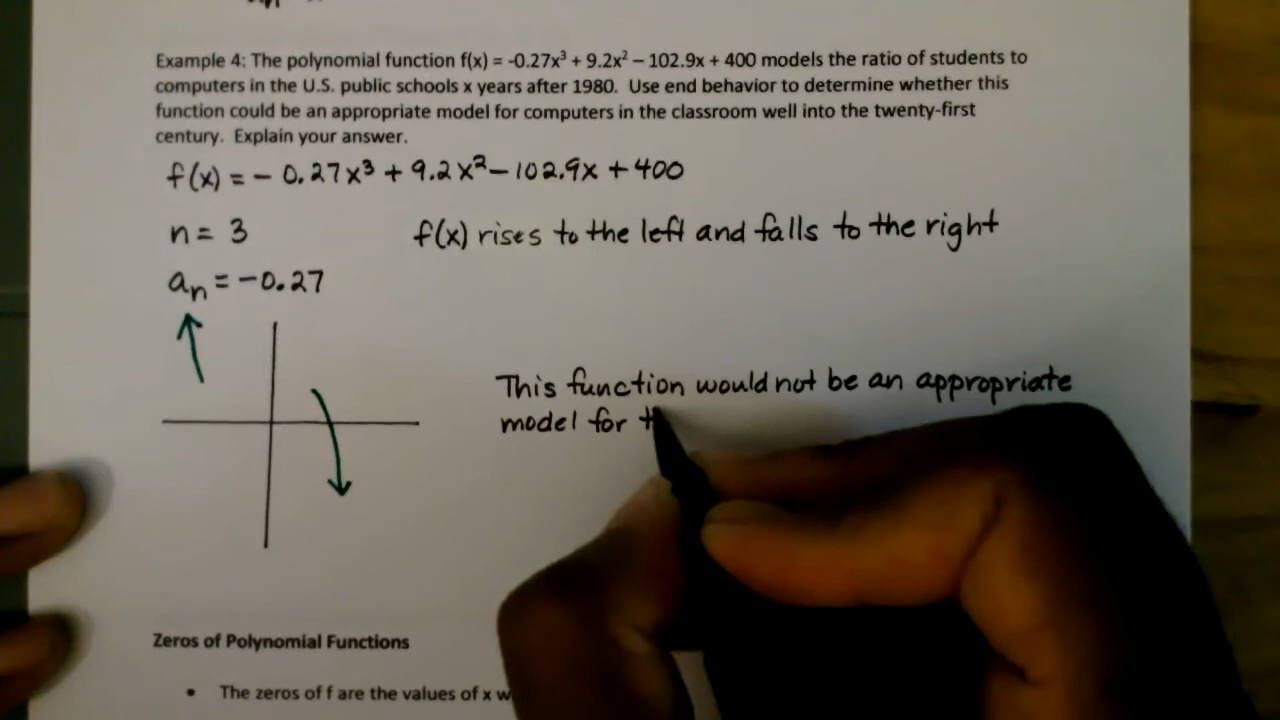 Example 4: The polynomial function f(x) = -0.27x³ + 9.2x² – 102.9x + 400 models the ratio of students to
computers in the U.S. public schools x years after 1980. Use end behavior to determine whether this
function could be an appropriate model for computers in the classroom well into the twenty-first
century. Explain your answer.
f(x) = - 0.27x³ + 9.2x² - 102.9x + 400
n = 3
f(x) rises to the left and falls to the right
aₙ = -0.27
This function would not be an appropriate
model for
Zeros of Polynomial Functions
• The zeros of f are the values of x